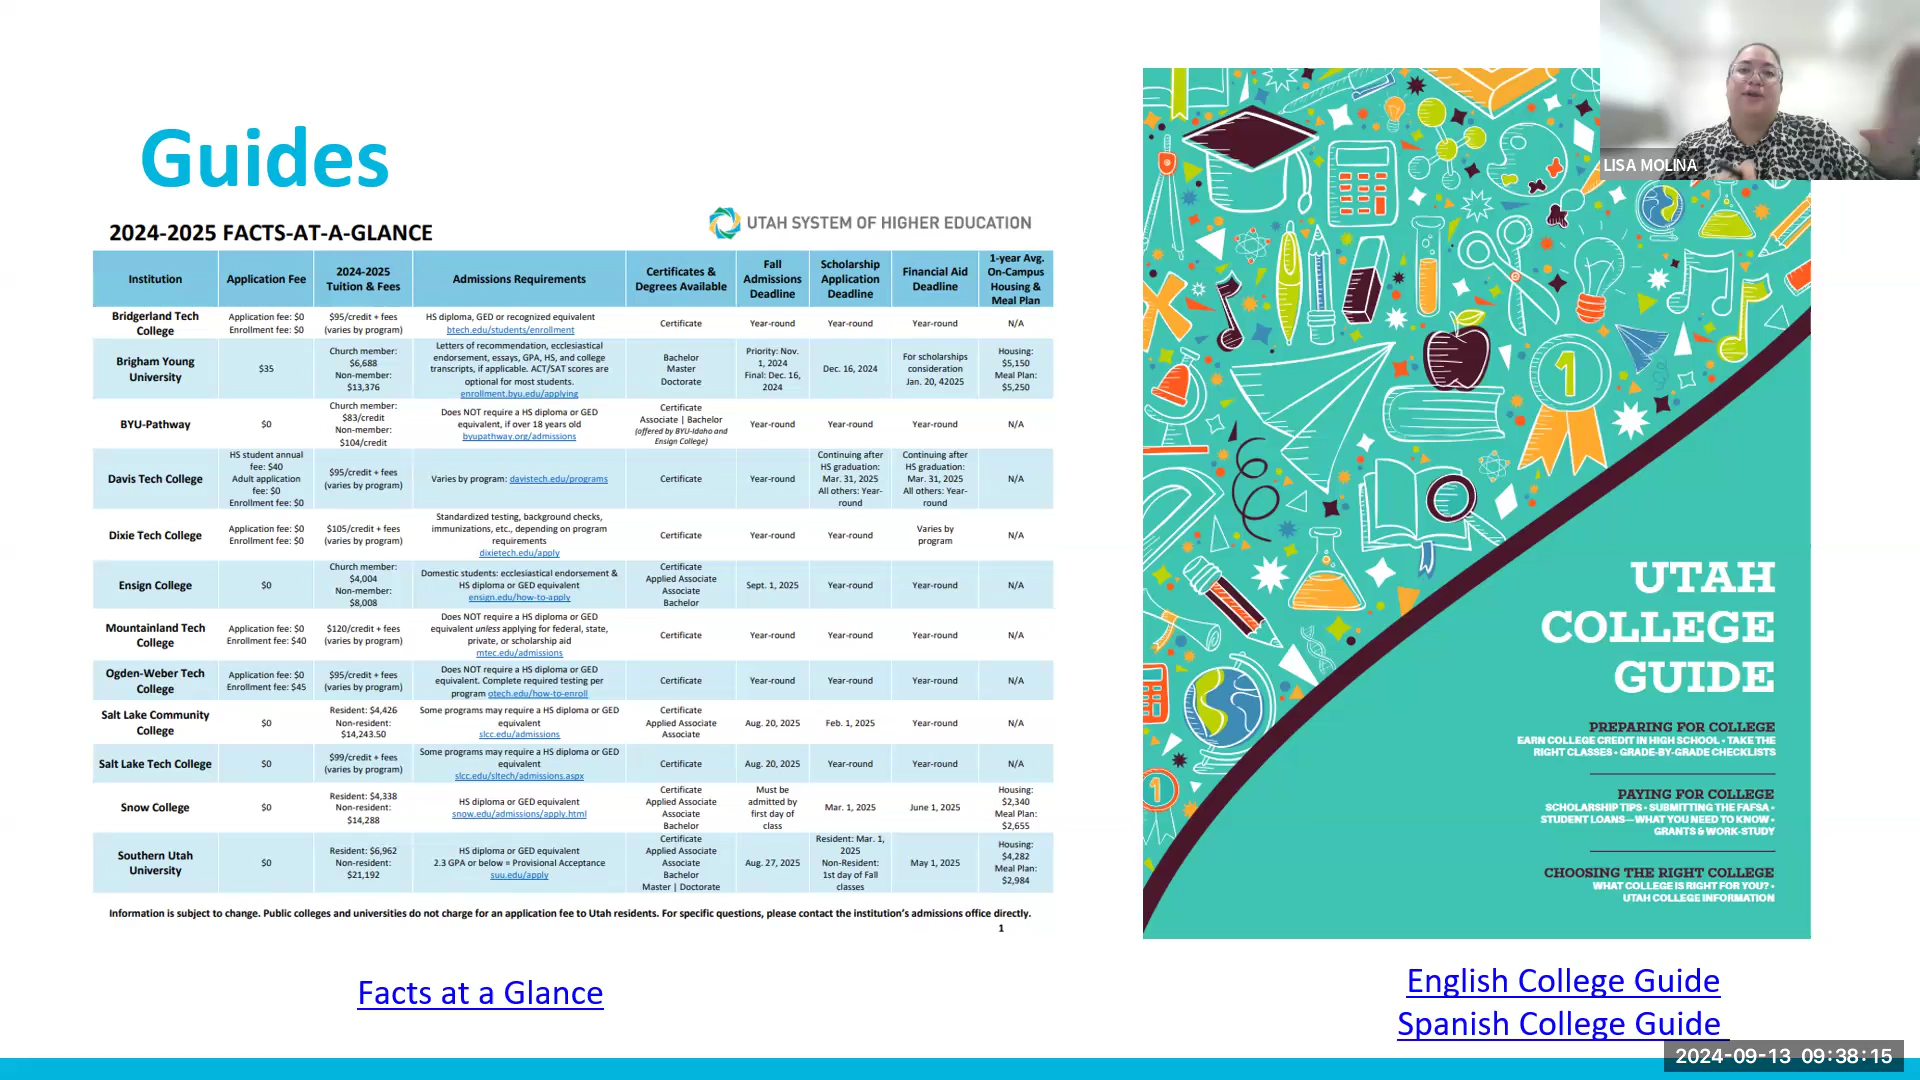 Guides
2024-2025 FACTS-AT-A-GLANCE
UTAH SYSTEM OF HIGHER EDUCATION
Institution
Application Fee
2024-2025
Tuition & Fees
Admissions Requirements
Certificates &
Degrees Available
Fall
Admissions
Deadline
Scholarship
Application
Deadline
Financial Aid
Deadline
1-year Avg.
On-Campus
Housing &
Meal Plan
Bridgerland Tech
College
Application fee: $0
Enrollment fee: $0
$95/credit + fees
(varies by program)
HS diploma, GED or recognized equivalent
btech.edu/students/enrollment
Certificate
Year-round
Year-round
Year-round
N/A
Brigham Young
University
$35
Church member:
$6,688
Non-member:
$13,376
Letters of recommendation, ecclesiastical
endorsement, essays, GPA, HS, and college
transcripts, if applicable. ACT/SAT scores are
optional for most students.
enrollment.byu.edu/applying
Bachelor
Master
Doctorate
Priority: Nov.
1, 2024
Final: Dec. 16,
2024
Dec. 16, 2024
For scholarships
consideration
Jan. 20, 42025
Housing:
$5,150
Meal Plan:
$5,250
BYU-Pathway
$0
Church member:
$83/credit
Non-member:
$104/credit
Does NOT require a HS diploma or GED
equivalent, if over 18 years old
byupathway.org/admissions
Certificate
Associate | Bachelor
(offered by BYU-Idaho and
Ensign College)
Year-round
Year-round
Year-round
N/A
Davis Tech College
HS student annual
fee: $40
Adult application
fee: $0
Enrollment fee: $0
$95/credit + fees
(varies by program)
Varies by program: davistech.edu/programs
Certificate
Year-round
Continuing after
HS graduation:
Mar. 31, 2025
All others: Year-
round
Continuing after
HS graduation:
Mar. 31, 2025
All others: Year-
round
N/A
Dixie Tech College
Application fee: $0
Enrollment fee: $0
$105/credit + fees
(varies by program)
Standardized testing, background checks,
immunizations, etc., depending on program
requirements
dixietech.edu/apply
Certificate
Year-round
Year-round
Varies by
program
N/A
Ensign College
$0
Church member:
$4,004
Non-member:
$8,008
Domestic students: ecclesiastical endorsement &
HS diploma or GED equivalent
ensign.edu/how-to-apply
Certificate
Applied Associate
Associate
Bachelor
Sept. 1, 2025
Year-round
Year-round
N/A
Mountainland Tech
College
Application fee: $0
Enrollment fee: $40
$120/credit + fees
(varies by program)
Does NOT require a HS diploma or GED
equivalent unless applying for federal, state,
private, or scholarship aid
mtec.edu/admissions
Certificate
Year-round
Year-round
Year-round
N/A
Ogden-Weber Tech
College
Application fee: $0
Enrollment fee: $45
$95/credit + fees
(varies by program)
Does NOT require a HS diploma or GED
equivalent. Complete required testing per
program otech.edu/how-to-enroll
Certificate
Year-round
Year-round
Year-round
N/A
Salt Lake Community
College
$0
Resident: $4,426
Non-resident:
$14,243.50
Some programs may require a HS diploma or GED
equivalent
slcc.edu/admissions
Certificate
Applied Associate
Associate
Aug. 20, 2025
Feb. 1, 2025
Year-round
N/A
Salt Lake Tech College
$0
$99/credit + fees
(varies by program)
Some programs may require a HS diploma or GED
equivalent
slcc.edu/sltech/admissions.aspx
Certificate
Aug. 20, 2025
Year-round
Year-round
N/A
Snow College
$0
Resident: $4,338
Non-resident:
$14,288
HS diploma or GED equivalent
snow.edu/admissions/apply.html
Certificate
Applied Associate
Associate
Bachelor
Must be
admitted by
first day of
class
Mar. 1, 2025
June 1, 2025
Housing:
$2,340
Meal Plan:
$2,655
Southern Utah
University
$0
Resident: $6,962
Non-resident:
$21,192
HS diploma or GED equivalent
2.3 GPA or below = Provisional Acceptance
suu.edu/apply
Certificate
Applied Associate
Associate
Bachelor
Master | Doctorate
Aug. 27, 2025
Resident: Mar. 1,
2025
Non-Resident:
1st day of Fall
classes
May 1, 2025
Housing:
$4,282
Meal Plan:
$2,984
Information is subject to change. Public colleges and universities do not charge for an application fee to Utah residents. For specific questions, please contact the institution's admissions office directly.
1
Facts at a Glance
LISA MOLINA
1
1
UTAH
COLLEGE
GUIDE
PREPARING FOR COLLEGE
EARN COLLEGE CREDIT IN HIGH SCHOOL • TAKE THE
RIGHT CLASSES • GRADE-BY-GRADE CHECKLISTS
PAYING FOR COLLEGE
SCHOLARSHIP TIPS • SUBMITTING THE FAFSA •
STUDENT LOANS—WHAT YOU NEED TO KNOW •
GRANTS & WORK-STUDY
CHOOSING THE RIGHT COLLEGE
WHAT COLLEGE IS RIGHT FOR YOU? •
UTAH COLLEGE INFORMATION
English College Guide
Spanish College Guide
2024-09-13 09:38:15